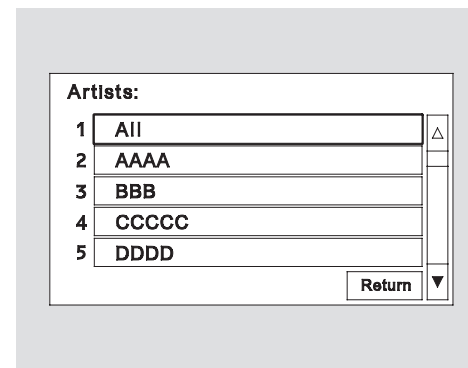 Artists:
1 All
2 AAAA
3 BBB
4 CCCCC
5 DDDD
Return